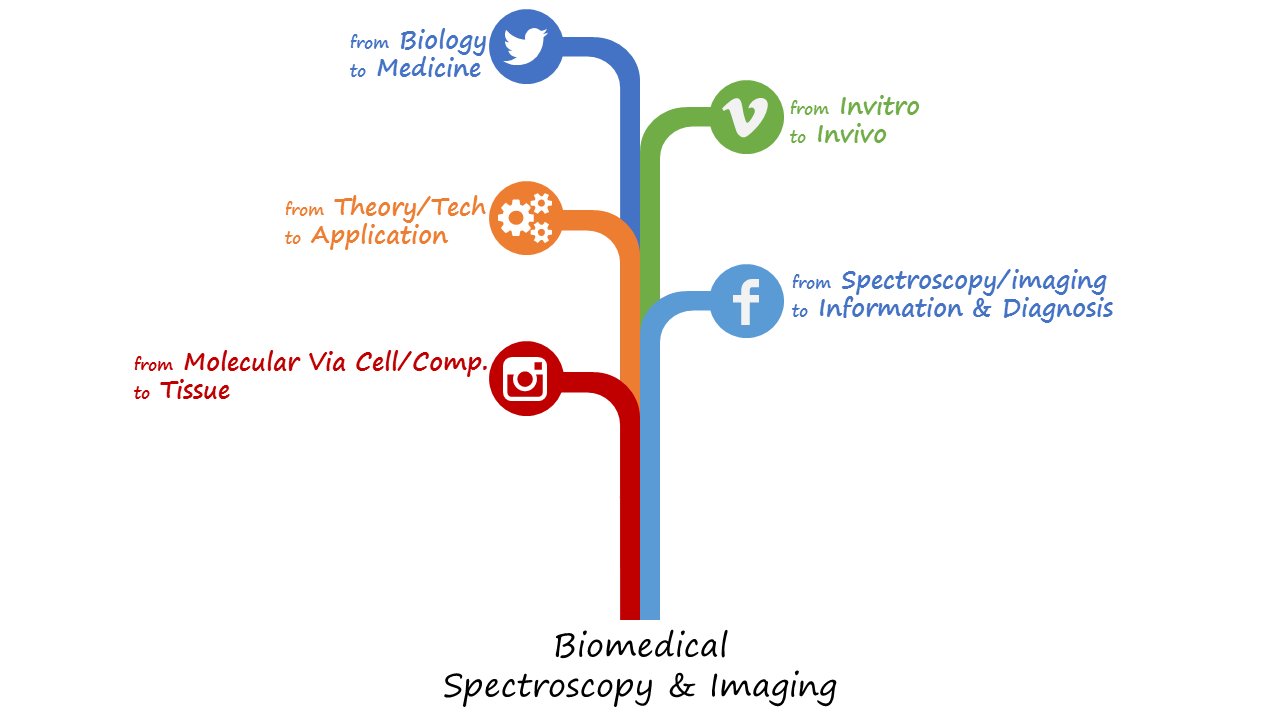 from Biology
to Medicine
from Invitro
to Invivo
from Theory/Tech
to Application
from Spectroscopy/imaging
to Information & Diagnosis
from Molecular Via Cell/Comp.
to Tissue
Biomedical
Spectroscopy & Imaging